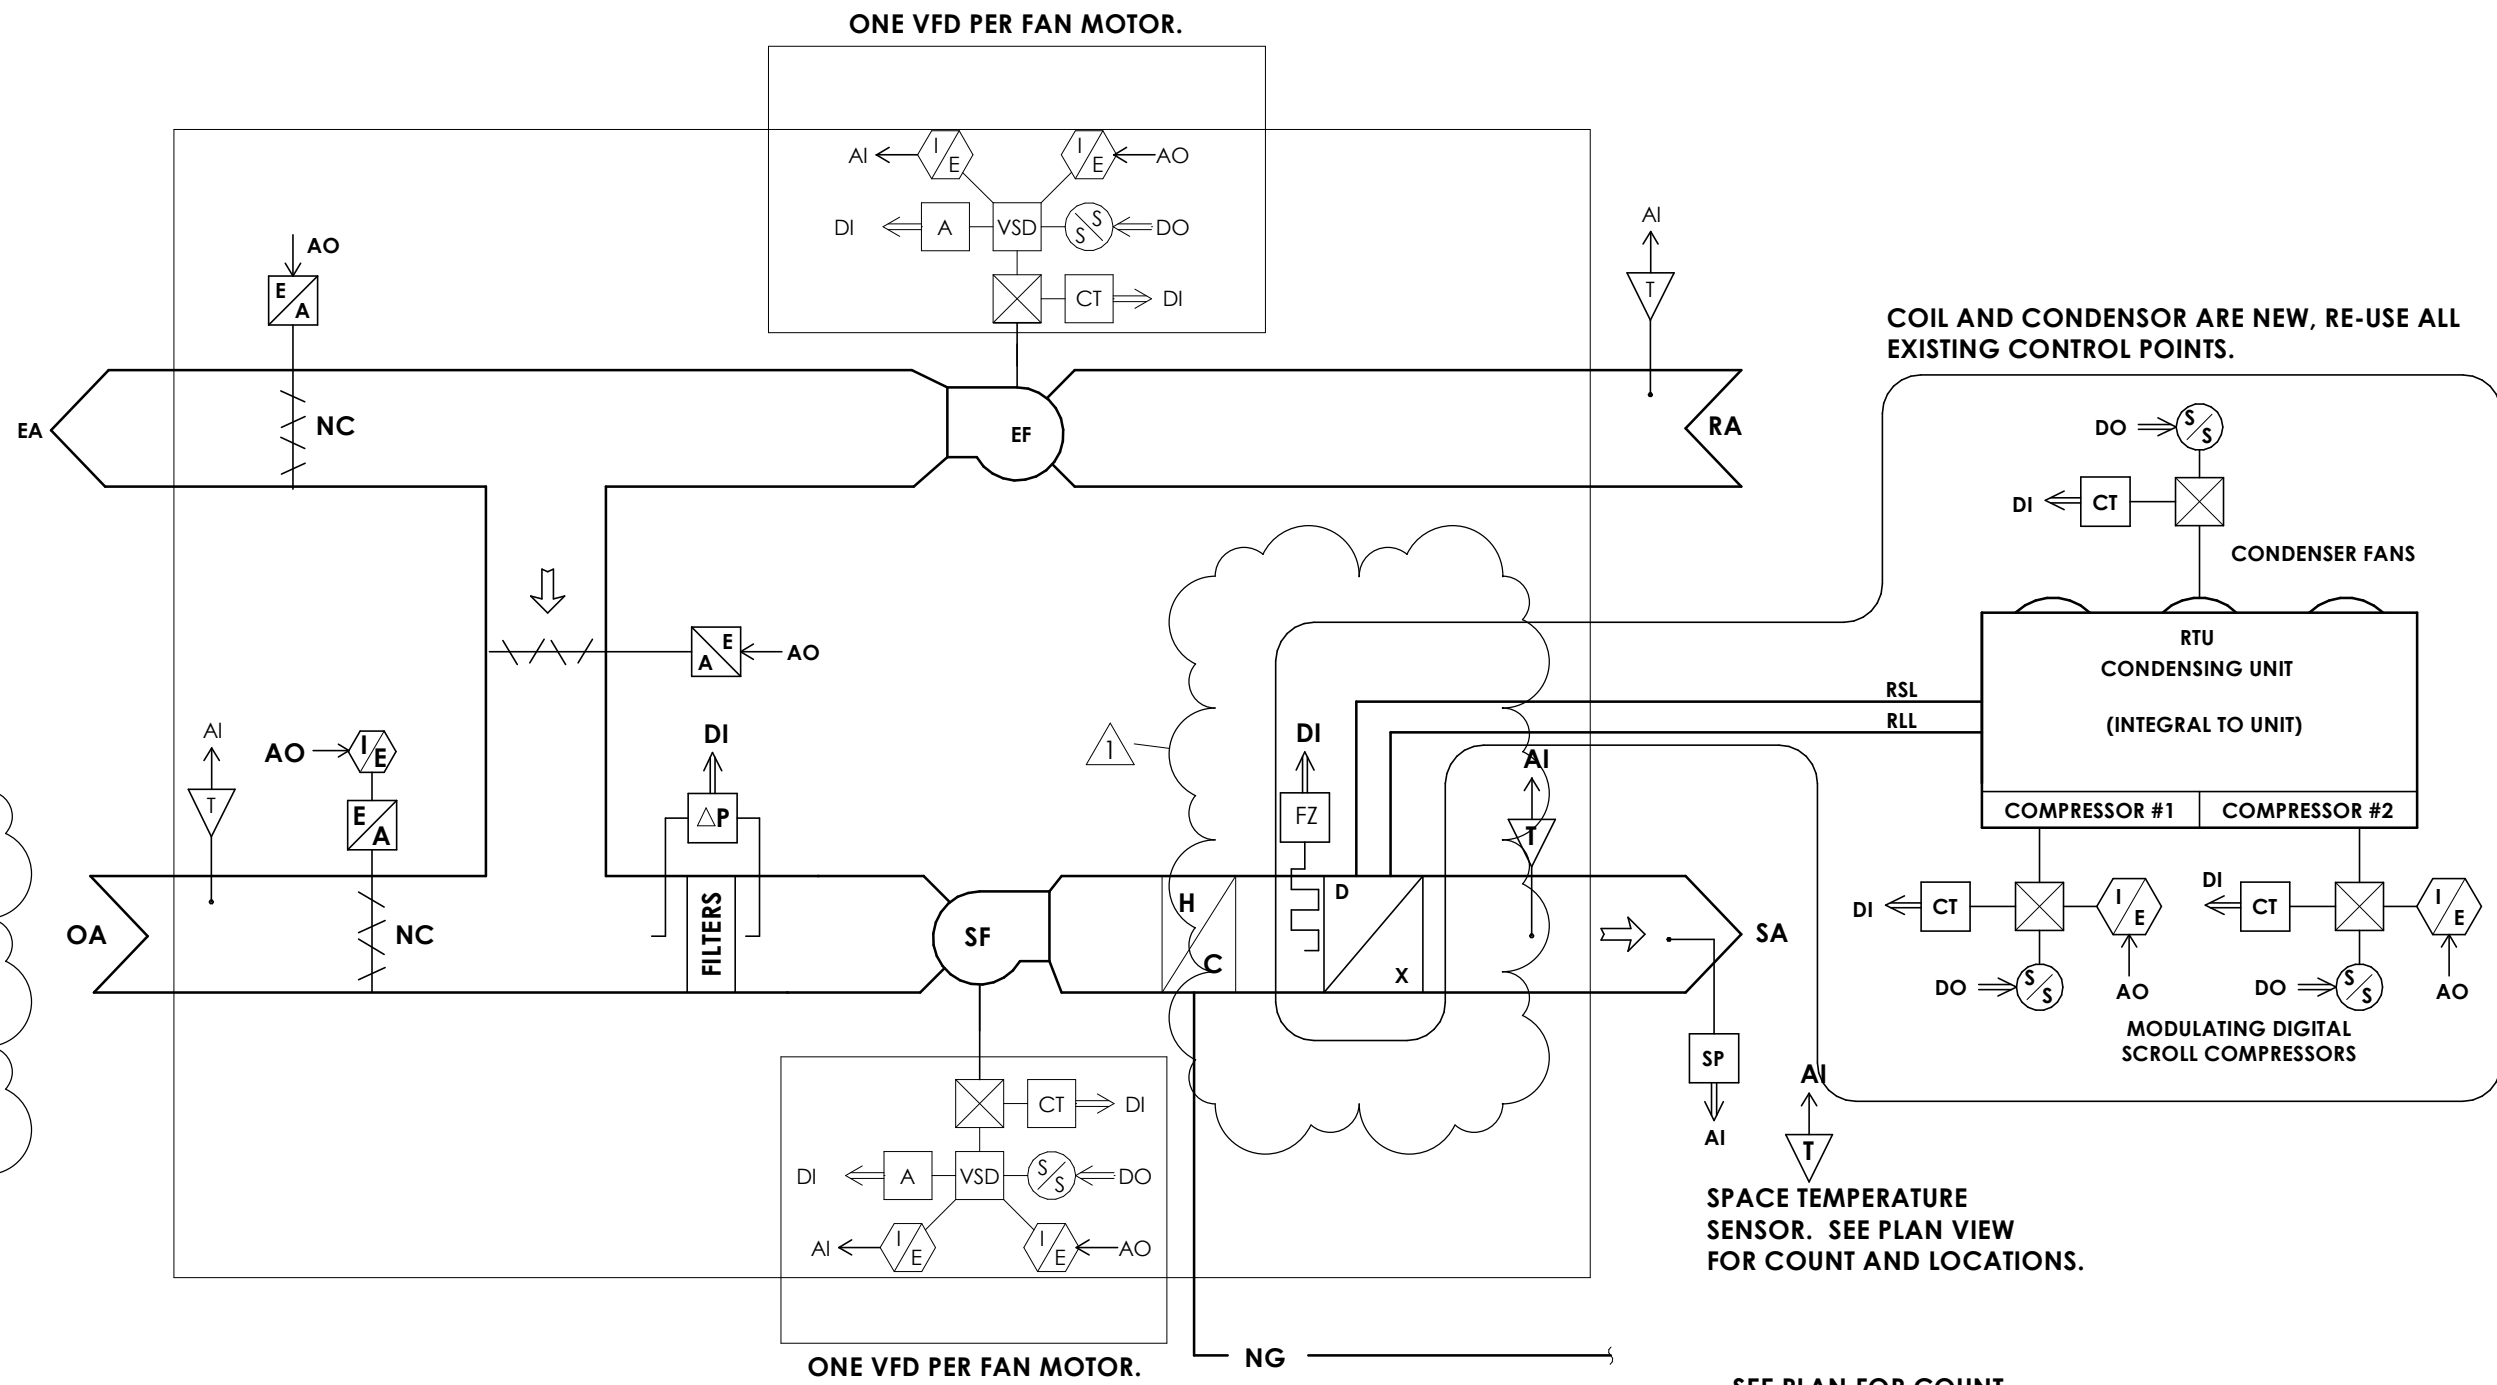 ONE VFD PER FAN MOTOR.
AI
I
E
I
E
AO
DI
A
VSD
S
S
DO
CT
DI
AO
E
A
AI
T
COIL AND CONDENSOR ARE NEW, RE-USE ALL
EXISTING CONTROL POINTS.
EA
NC
EF
RA
DO
S
S
DI
CT
CONDENSER FANS
E
A
AO
RTU
CONDENSING UNIT
(INTEGRAL TO UNIT)
RSL
RLL
AI
T
AO
I
E
E
A
DI
△P
1
DI
FZ
AI
T
COMPRESSOR #1
COMPRESSOR #2
OA
NC
FILTERS
SF
H
C
D
X
SA
DI
CT
I
E
DO
S
S
AO
DI
CT
I
E
DO
S
S
AO
MODULATING DIGITAL
SCROLL COMPRESSORS
SP
AI
AI
T
CT
DI
DI
A
VSD
S
S
DO
AI
I
E
I
E
AO
SPACE TEMPERATURE
SENSOR. SEE PLAN VIEW
FOR COUNT AND LOCATIONS.
NG
ONE VFD PER FAN MOTOR.
SEE PLAN FOR COUNT